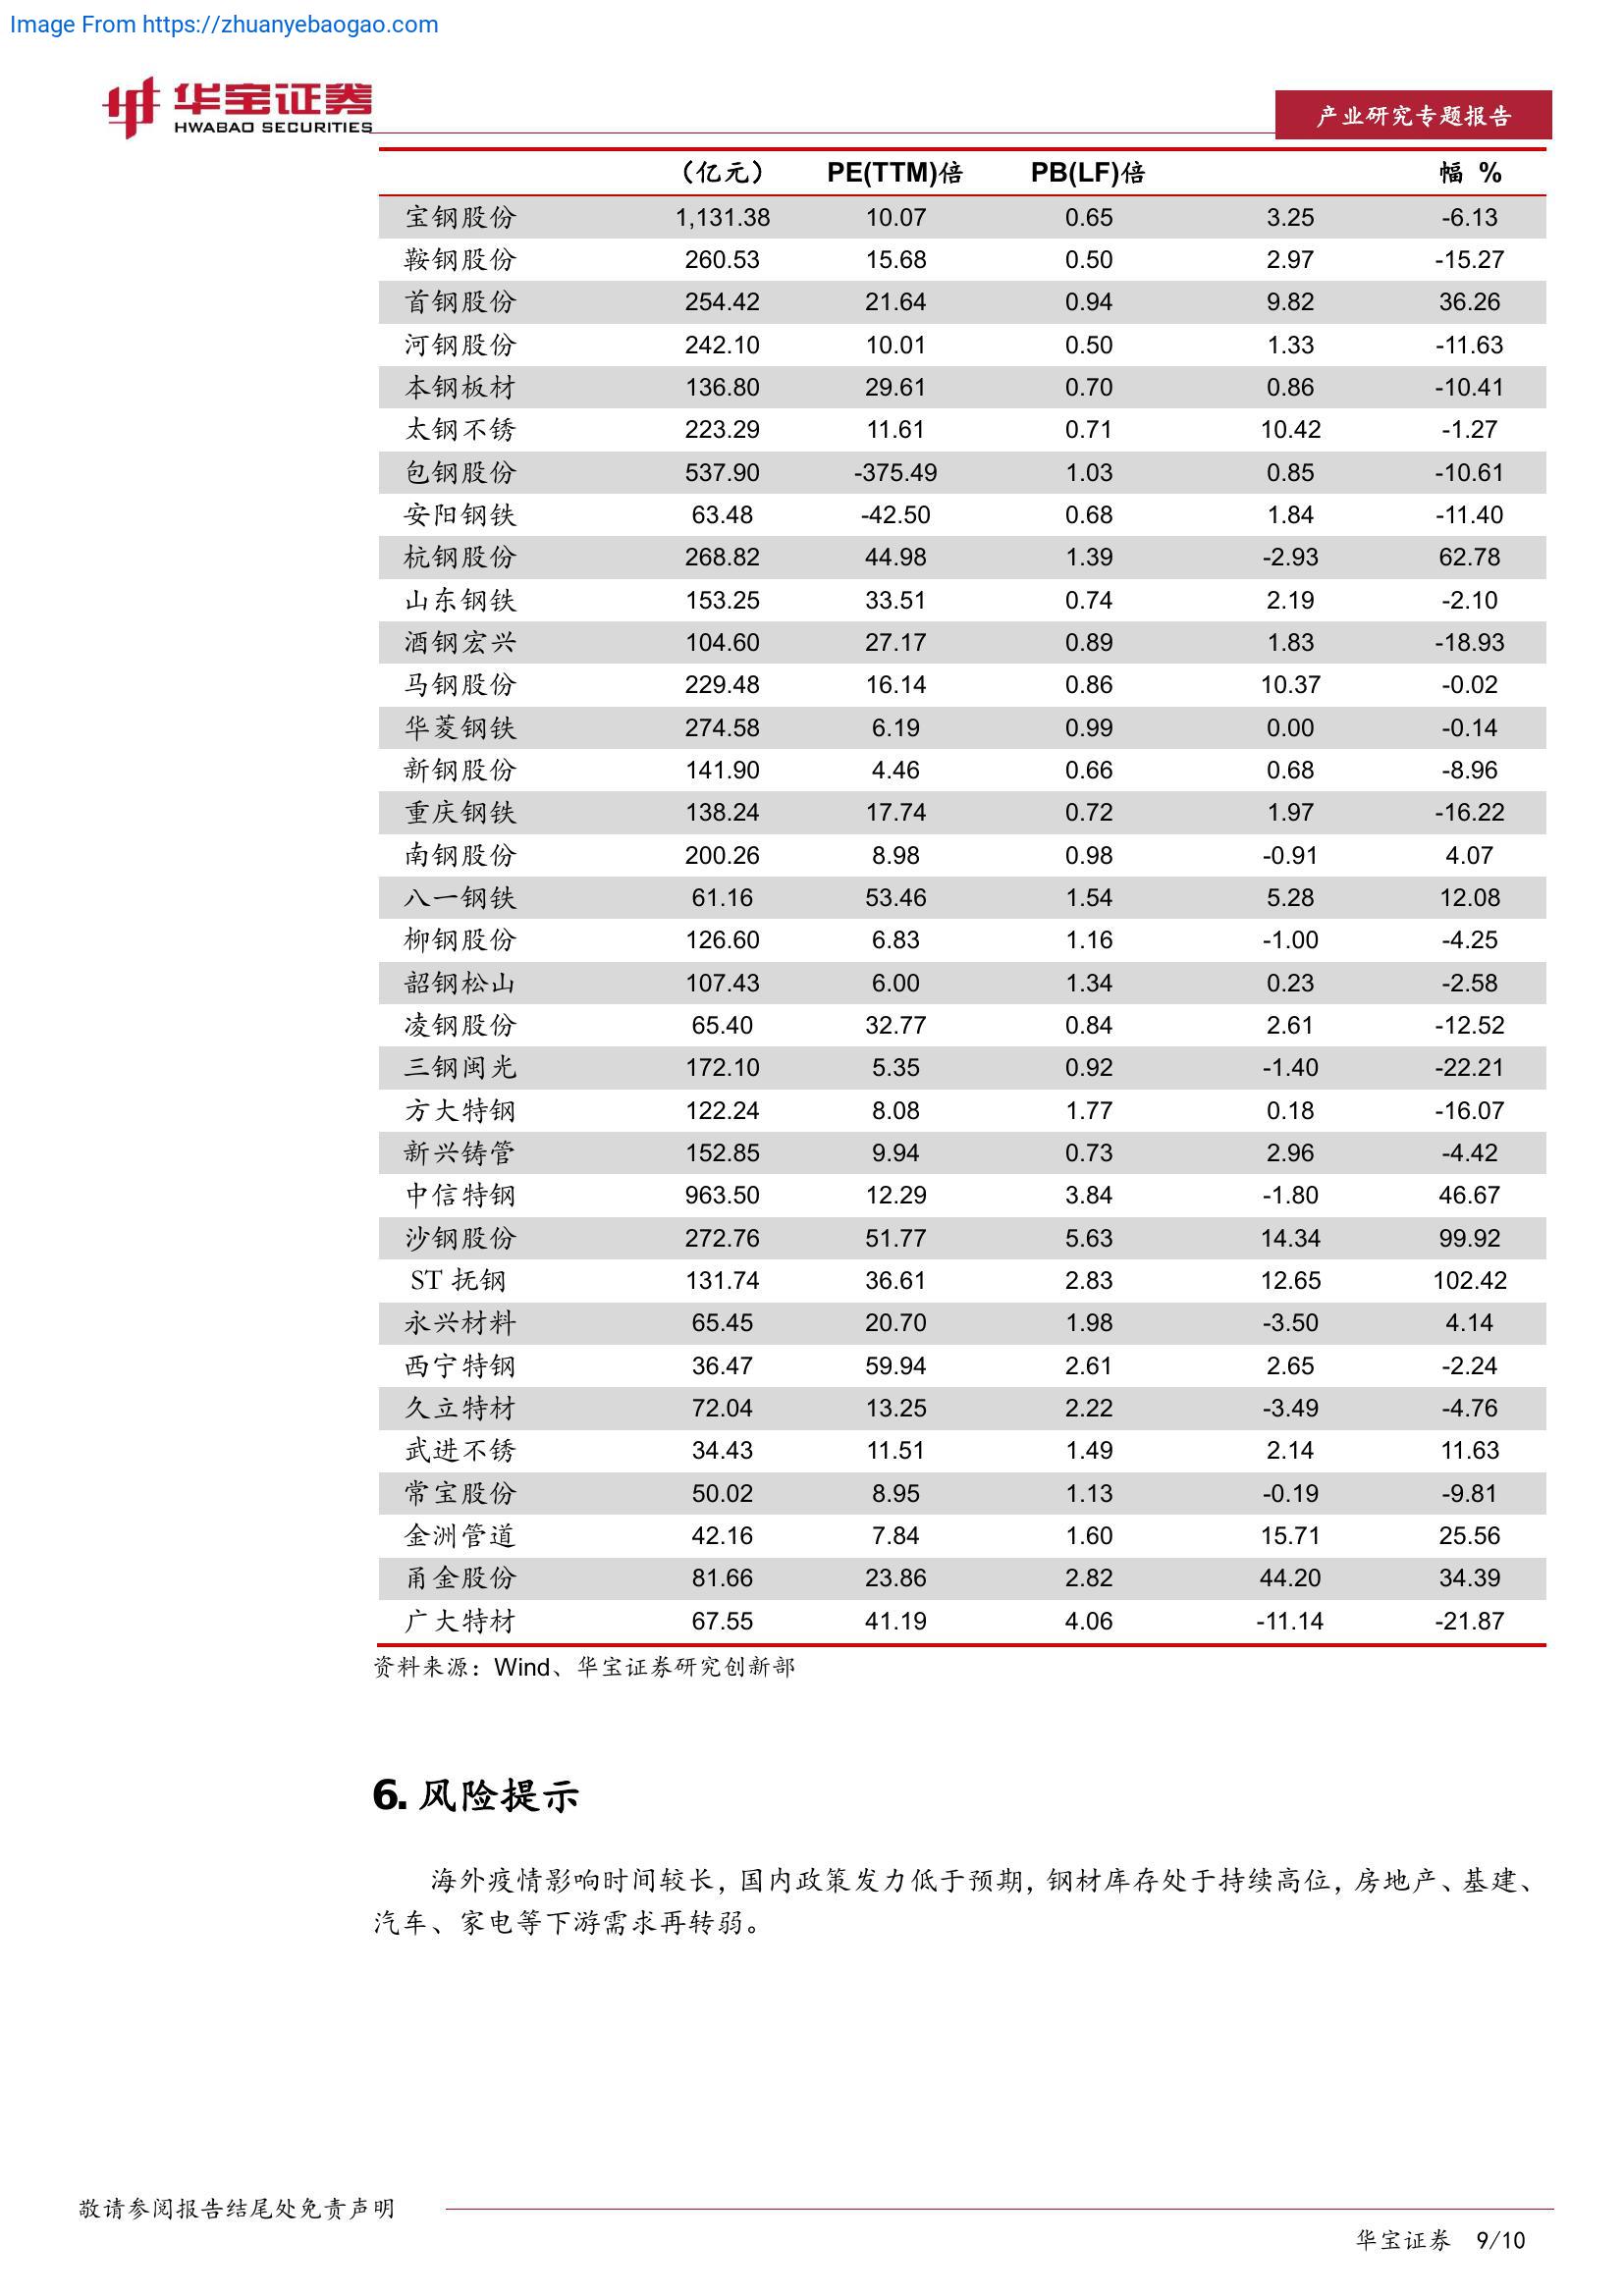 Image From https://zhuanyebaogao.com
华宝证券
HWABAO SECURITIES
产业研究专题报告
（亿元） PE(TTM)倍 PB(LF)倍 幅 %
宝钢股份 1,131.38 10.07 0.65 3.25 -6.13
鞍钢股份 260.53 15.68 0.50 2.97 -15.27
首钢股份 254.42 21.64 0.94 9.82 36.26
河钢股份 242.10 10.01 0.50 1.33 -11.63
本钢板材 136.80 29.61 0.70 0.86 -10.41
太钢不锈 223.29 11.61 0.71 10.42 -1.27
包钢股份 537.90 -375.49 1.03 0.85 -10.61
安阳钢铁 63.48 -42.50 0.68 1.84 -11.40
杭钢股份 268.82 44.98 1.39 -2.93 62.78
山东钢铁 153.25 33.51 0.74 2.19 -2.10
酒钢宏兴 104.60 27.17 0.89 1.83 -18.93
马钢股份 229.48 16.14 0.86 10.37 -0.02
华菱钢铁 274.58 6.19 0.99 0.00 -0.14
新钢股份 141.90 4.46 0.66 0.68 -8.96
重庆钢铁 138.24 17.74 0.72 1.97 -16.22
南钢股份 200.26 8.98 0.98 -0.91 4.07
八一钢铁 61.16 53.46 1.54 5.28 12.08
柳钢股份 126.60 6.83 1.16 -1.00 -4.25
韶钢松山 107.43 6.00 1.34 0.23 -2.58
凌钢股份 65.40 32.77 0.84 2.61 -12.52
三钢闽光 172.10 5.35 0.92 -1.40 -22.21
方大特钢 122.24 8.08 1.77 0.18 -16.07
新兴铸管 152.85 9.94 0.73 2.96 -4.42
中信特钢 963.50 12.29 3.84 -1.80 46.67
沙钢股份 272.76 51.77 5.63 14.34 99.92
ST 抚钢 131.74 36.61 2.83 12.65 102.42
永兴材料 65.45 20.70 1.98 -3.50 4.14
西宁特钢 36.47 59.94 2.61 2.65 -2.24
久立特材 72.04 13.25 2.22 -3.49 -4.76
武进不锈 34.43 11.51 1.49 2.14 11.63
常宝股份 50.02 8.95 1.13 -0.19 -9.81
金洲管道 42.16 7.84 1.60 15.71 25.56
甬金股份 81.66 23.86 2.82 44.20 34.39
广大特材 67.55 41.19 4.06 -11.14 -21.87
资料来源：Wind、华宝证券研究创新部
6. 风险提示
海外疫情影响时间较长，国内政策发力低于预期，钢材库存处于持续高位，房地产、基建、
汽车、家电等下游需求再转弱。
敬请参阅报告结尾处免责声明
华宝证券 9/10